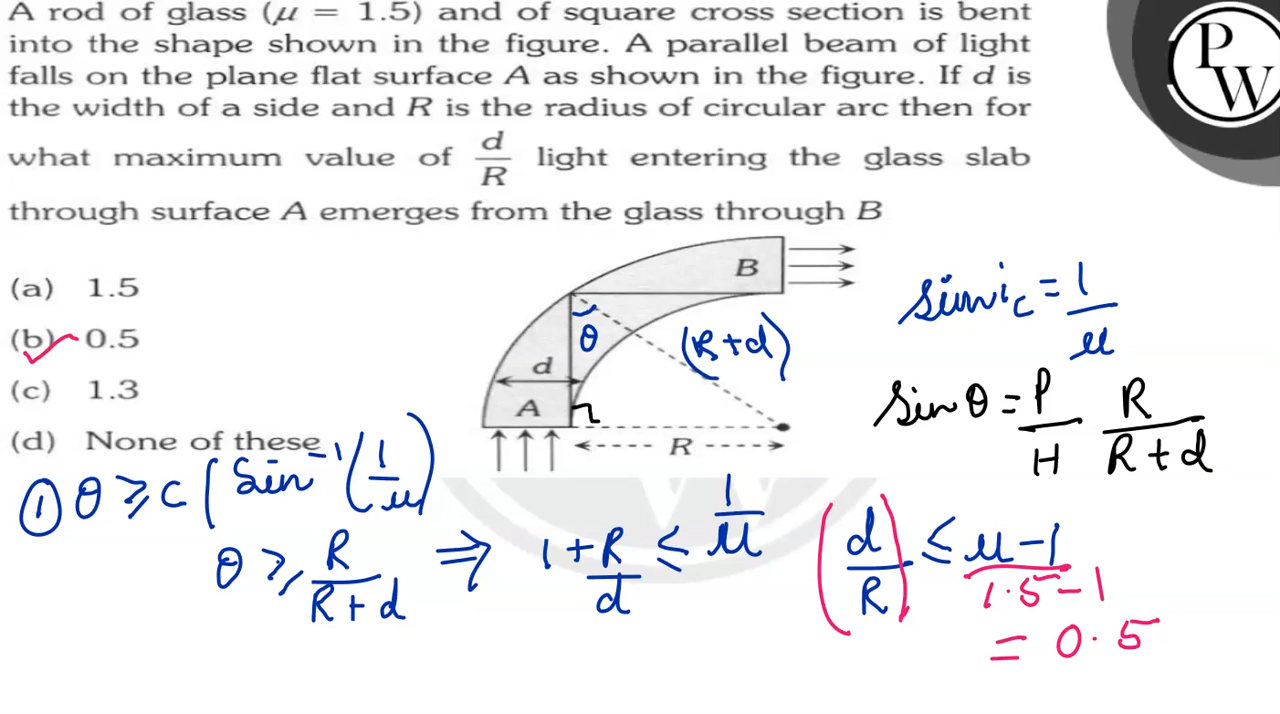 A rod of glass (μ = 1.5) and of square cross section is bent
into the shape shown in the figure. A parallel beam of light
falls on the plane flat surface A as shown in the figure. If d is
the width of a side and R is the radius of circular arc then for
what maximum value of d/R light entering the glass slab
through surface A emerges from the glass through B
(a) 1.5
(b) 0.5
(c) 1.3
(d) None of these
P
W
B
θ
(R+d)
d
A
R
sin i_c = 1/μ
sin θ = P/H R/(R+d)
① θ ≥ C ( sin⁻¹ (1/μ)
θ ≥ R/(R+d) ⇒ 1+R/d ≤ 1/μ (d/R) ≤ μ-1
1.5-1
= 0.5